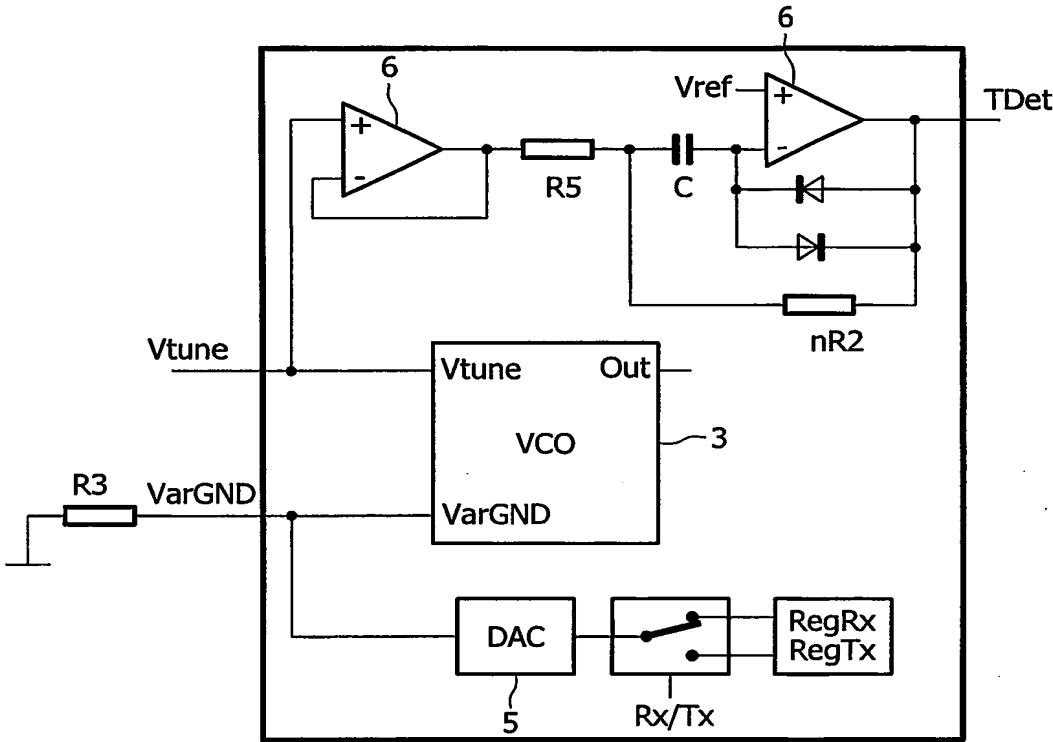 6
6
Vref
+
-
TDet
+
-
R5
C
nR2
Vtune
Vtune
Out
VCO
3
R3
VarGND
VarGND
DAC
RegRx
RegTx
5
Rx/Tx